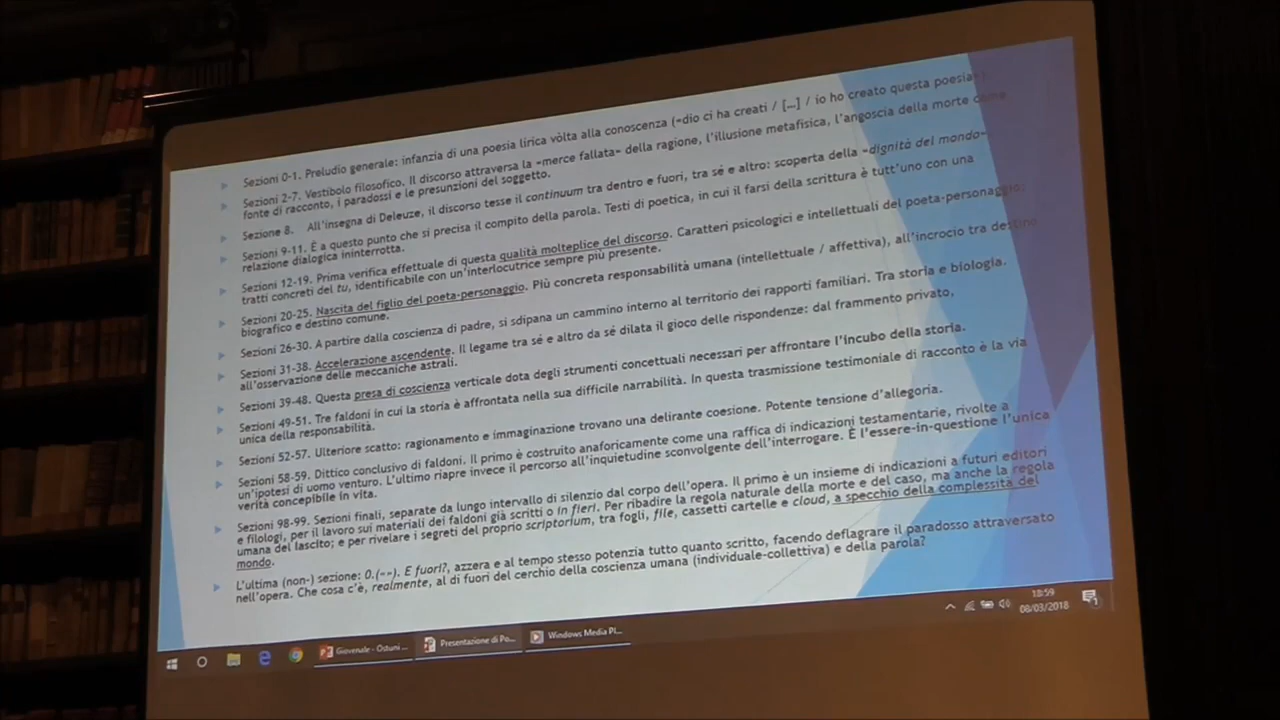 Sezioni 0-1. Preludio generale: infanzia di una poesia lirica vòlta alla conoscenza («dio ci ha creati / […] / io ho creato questa poesia»).
Sezioni 2-7. Vestibolo filosofico. Il discorso attraversa la «merce fallata» della ragione, l'illusione metafisica, l'angoscia della morte come
fonte di racconto, i paradossi e le presunzioni del soggetto.
Sezione 8. All'insegna di Deleuze, il discorso tesse il continuum tra dentro e fuori, tra sé e altro: scoperta della «dignità del mondo»
Sezioni 9-11. È a questo punto che si precisa il compito della parola. Testi di poetica, in cui il farsi della scrittura è tutt'uno con una
relazione dialogica ininterrotta.
Sezioni 12-19. Prima verifica effettuale di questa qualità molteplice del discorso. Caratteri psicologici e intellettuali del poeta-personaggio;
tratti concreti del tu, identificabile con un'interlocutrice sempre più presente.
Sezioni 20-25. Nascita del figlio del poeta-personaggio. Più concreta responsabilità umana (intellettuale / affettiva), all'incrocio tra destino
biografico e destino comune.
Sezioni 26-30. A partire dalla coscienza di padre, si sdipana un cammino interno al territorio dei rapporti familiari. Tra storia e biologia.
Sezioni 31-38. Accelerazione ascendente. Il legame tra sé e altro da sé dilata il gioco delle rispondenze: dal frammento privato,
all'osservazione delle meccaniche astrali.
Sezioni 39-48. Questa presa di coscienza verticale dota degli strumenti concettuali necessari per affrontare l'incubo della storia.
Sezioni 49-51. Tre faldoni in cui la storia è affrontata nella sua difficile narrabilità. In questa trasmissione testimoniale di racconto è la via
unica della responsabilità.
Sezioni 52-57. Ulteriore scatto: ragionamento e immaginazione trovano una delirante coesione. Potente tensione d'allegoria.
Sezioni 58-59. Dittico conclusivo di faldoni. Il primo è costruito anaforicamente come una raffica di indicazioni testamentarie, rivolte a
un'ipotesi di uomo venturo. L'ultimo riapre invece il percorso all'inquietudine sconvolgente dell'interrogare. È l'essere-in-questione l'unica
verità concepibile in vita.
Sezioni 98-99. Sezioni finali, separate da lungo intervallo di silenzio dal corpo dell'opera. Il primo è un insieme di indicazioni a futuri editori
e filologi, per il lavoro sui materiali dei faldoni già scritti o in fieri. Per ribadire la regola naturale della morte e del caso, ma anche la regola
umana del lascito; e per rivelare i segreti del proprio scriptorium, tra fogli, file, cassetti cartelle e cloud, a specchio della complessità del
mondo.
L'ultima (non-) sezione: 0.(««»). E fuori?, azzera e al tempo stesso potenzia tutto quanto scritto, facendo deflagrare il paradosso attraversato
nell'opera. Che cosa c'è, realmente, al di fuori del cerchio della coscienza umana (individuale-collettiva) e della parola?
18:59
08/03/2018
Giovenale - Ostuni ...
Presentazione di Po...
Windows Media Pl...